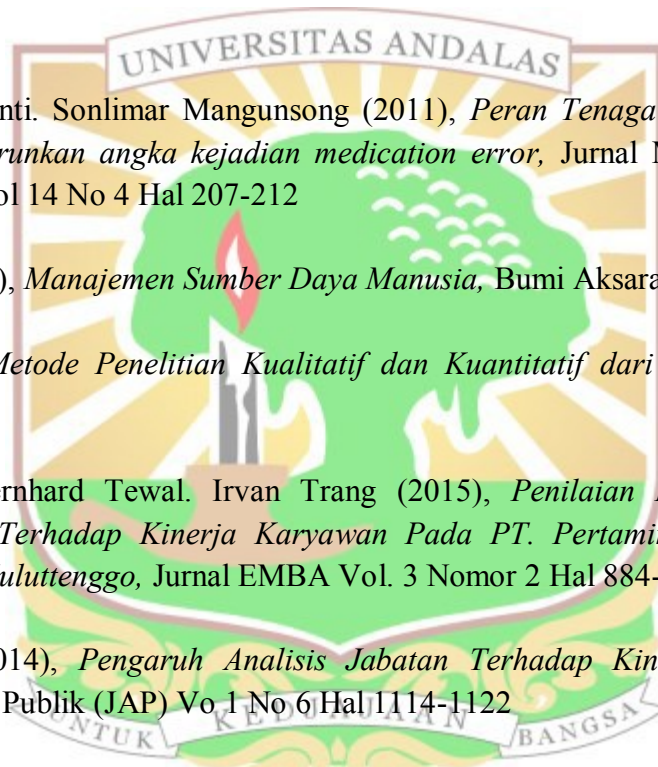 UNIVERSITAS ANDALAS
nti. Sonlimar Mangunsong (2011), Peran Tenaga
runkan angka kejadian medication error, Jurnal M
ol 14 No 4 Hal 207-212
), Manajemen Sumber Daya Manusia, Bumi Aksara
Metode Penelitian Kualitatif dan Kuantitatif dari
ernhard Tewal. Irvan Trang (2015), Penilaian
Terhadap Kinerja Karyawan Pada PT. Pertami
uluttenggo, Jurnal EMBA Vol. 3 Nomor 2 Hal 884-
014), Pengaruh Analisis Jabatan Terhadap Kin
Publik (JAP) Vo 1 No 6 Hal 1114-1122
UNTUK KEDJAJAAN BANGSA